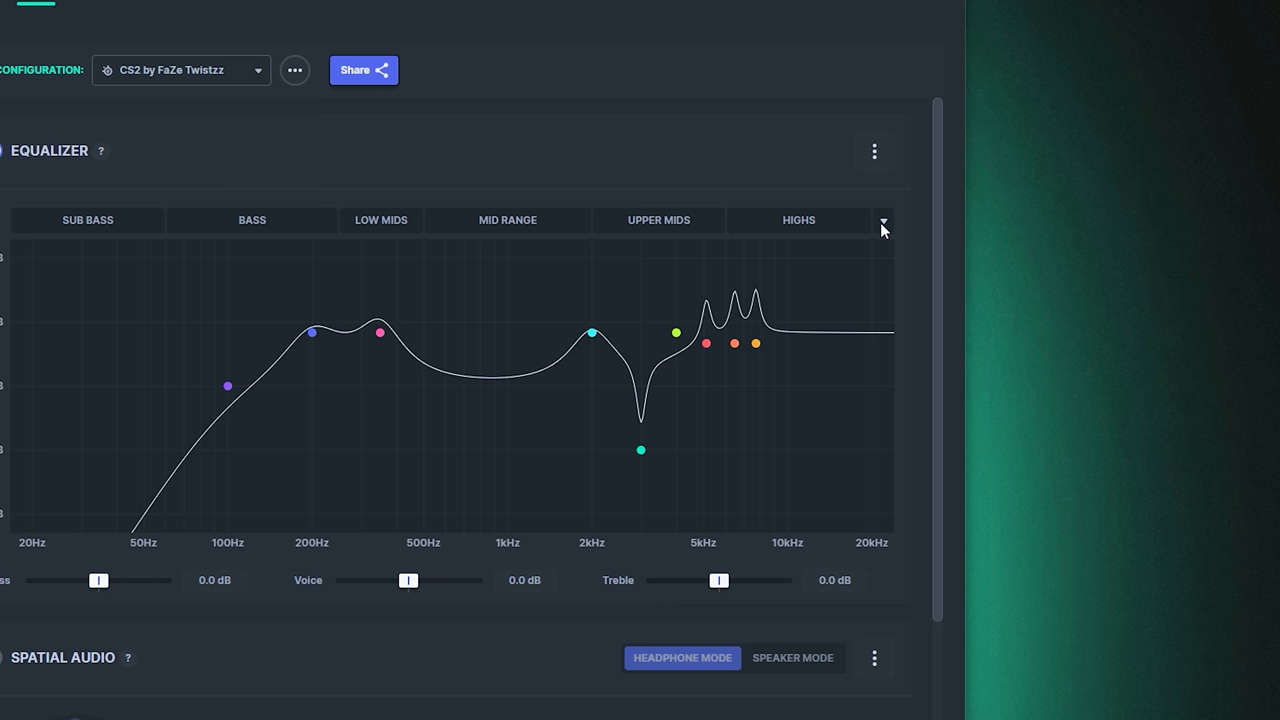 CONFIGURATION: CS2 by FaZe Twistzz Share
EQUALIZER ?
SUB BASS BASS LOW MIDS MID RANGE UPPER MIDS HIGHS
20Hz 50Hz 100Hz 200Hz 500Hz 1kHz 2kHz 5kHz 10kHz 20kHz
ss 0.0 dB Voice 0.0 dB Treble 0.0 dB
SPATIAL AUDIO ? HEADPHONE MODE SPEAKER MODE